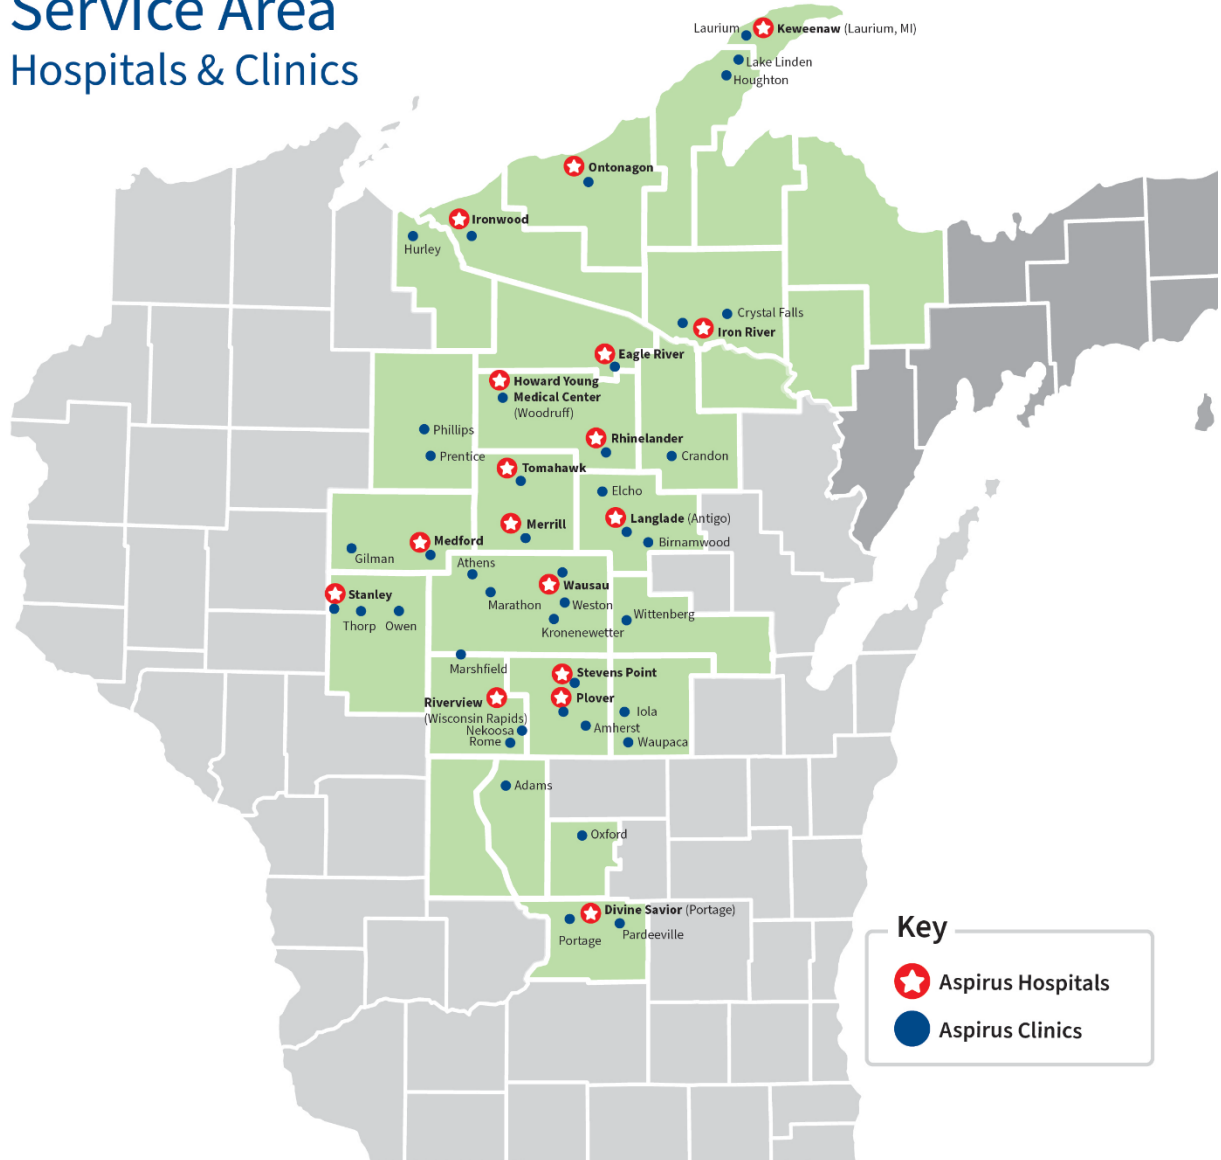 Service Area
Hospitals & Clinics
Laurium
Keweenaw (Laurium, MI)
Lake Linden
Houghton
Ontonagon
Ironwood
Hurley
Crystal Falls
Iron River
Eagle River
Howard Young
Medical Center
(Woodruff)
Phillips
Rhinelander
Prentice
Crandon
Tomahawk
Elcho
Langlade (Antigo)
Merrill
Medford
Birnamwood
Gilman
Athens
Wausau
Stanley
Marathon
Weston
Thorp
Owen
Wittenberg
Kronenewetter
Marshfield
Stevens Point
Plover
Riverview
(Wisconsin Rapids)
Iola
Nekoosa
Amherst
Rome
Waupaca
Adams
Oxford
Divine Savior (Portage)
Pardeeville
Portage
Key
Aspirus Hospitals
Aspirus Clinics